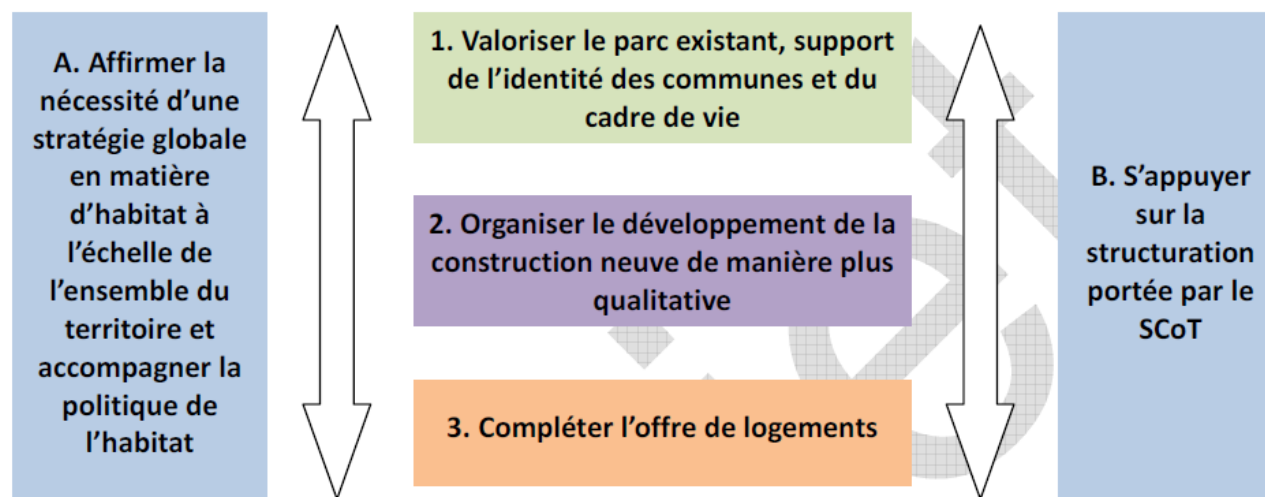 A. Affirmer la
nécessité d'une
stratégie globale
en matière
d'habitat à
l'échelle de
l'ensemble du
territoire et
accompagner la
politique de
l'habitat
1. Valoriser le parc existant, support
de l'identité des communes et du
cadre de vie
2. Organiser le développement de la
construction neuve de manière plus
qualitative
3. Compléter l'offre de logements
B. S'appuyer
sur la
structuration
portée par le
SCoT